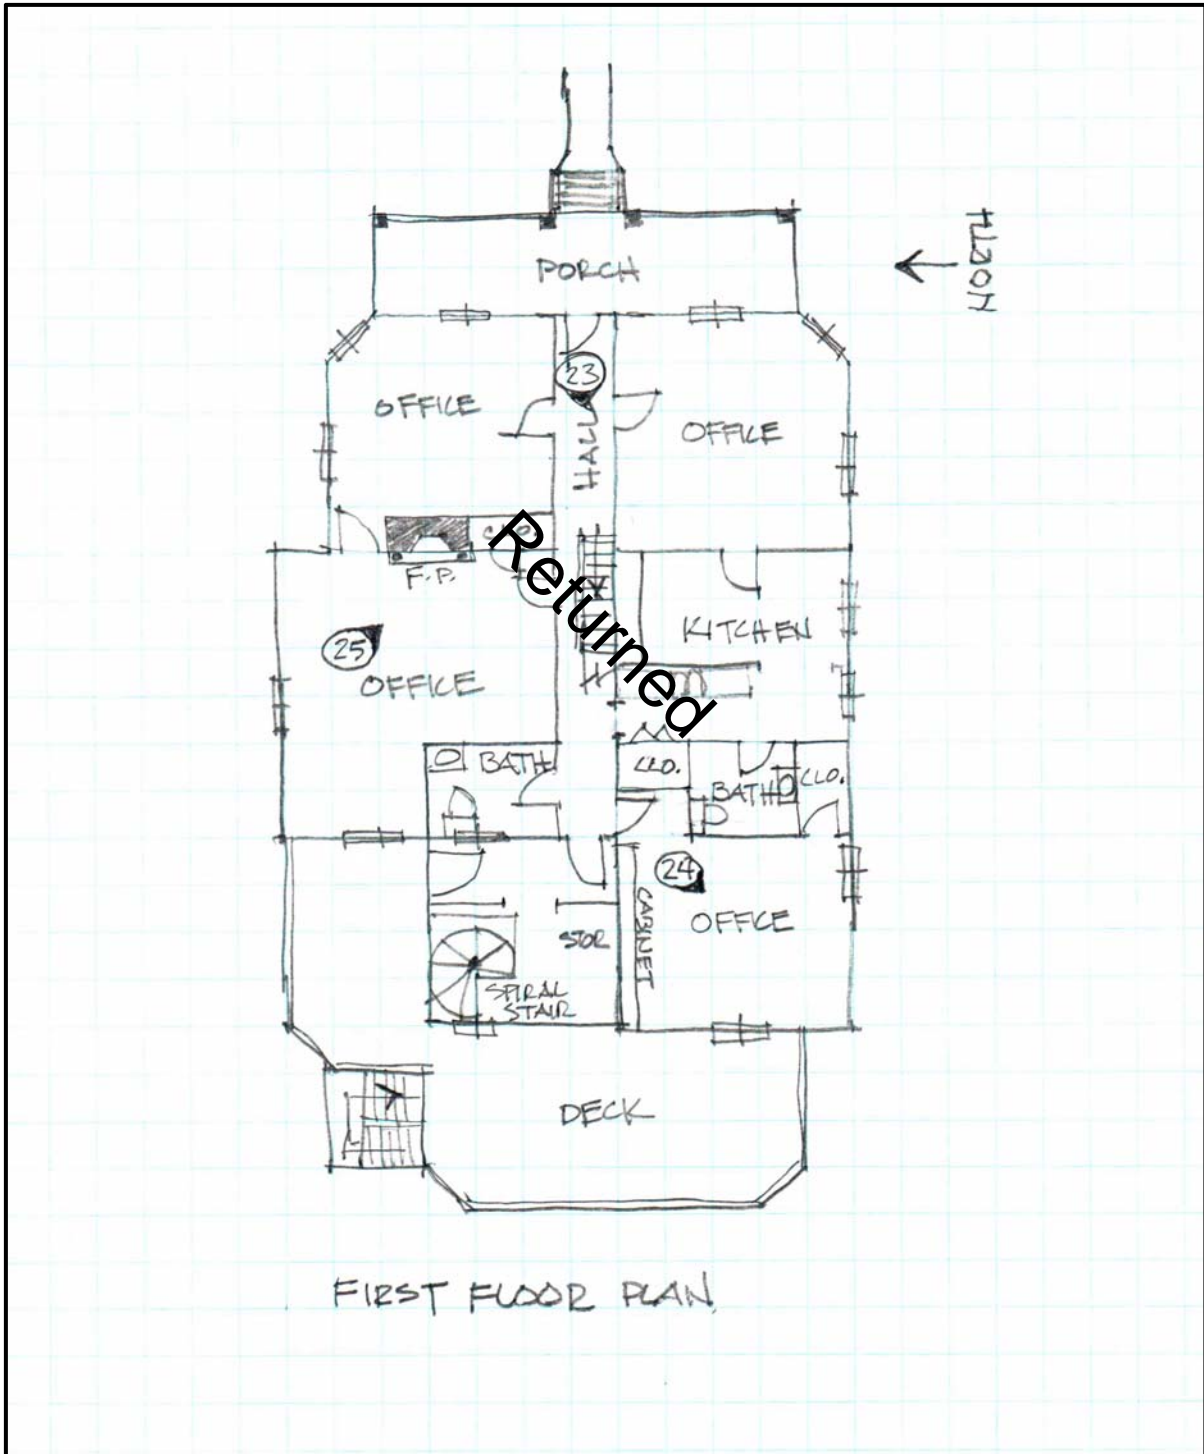 PORCH
NORTH
23
OFFICE
HALL
OFFICE
CLO.
F.P.
Returned
KITCHEN
25
OFFICE
BATH
CLO.
BATH
CLO.
24
OFFICE
CABINET
STOR
SPIRAL
STAIR
DECK
FIRST FLOOR PLAN